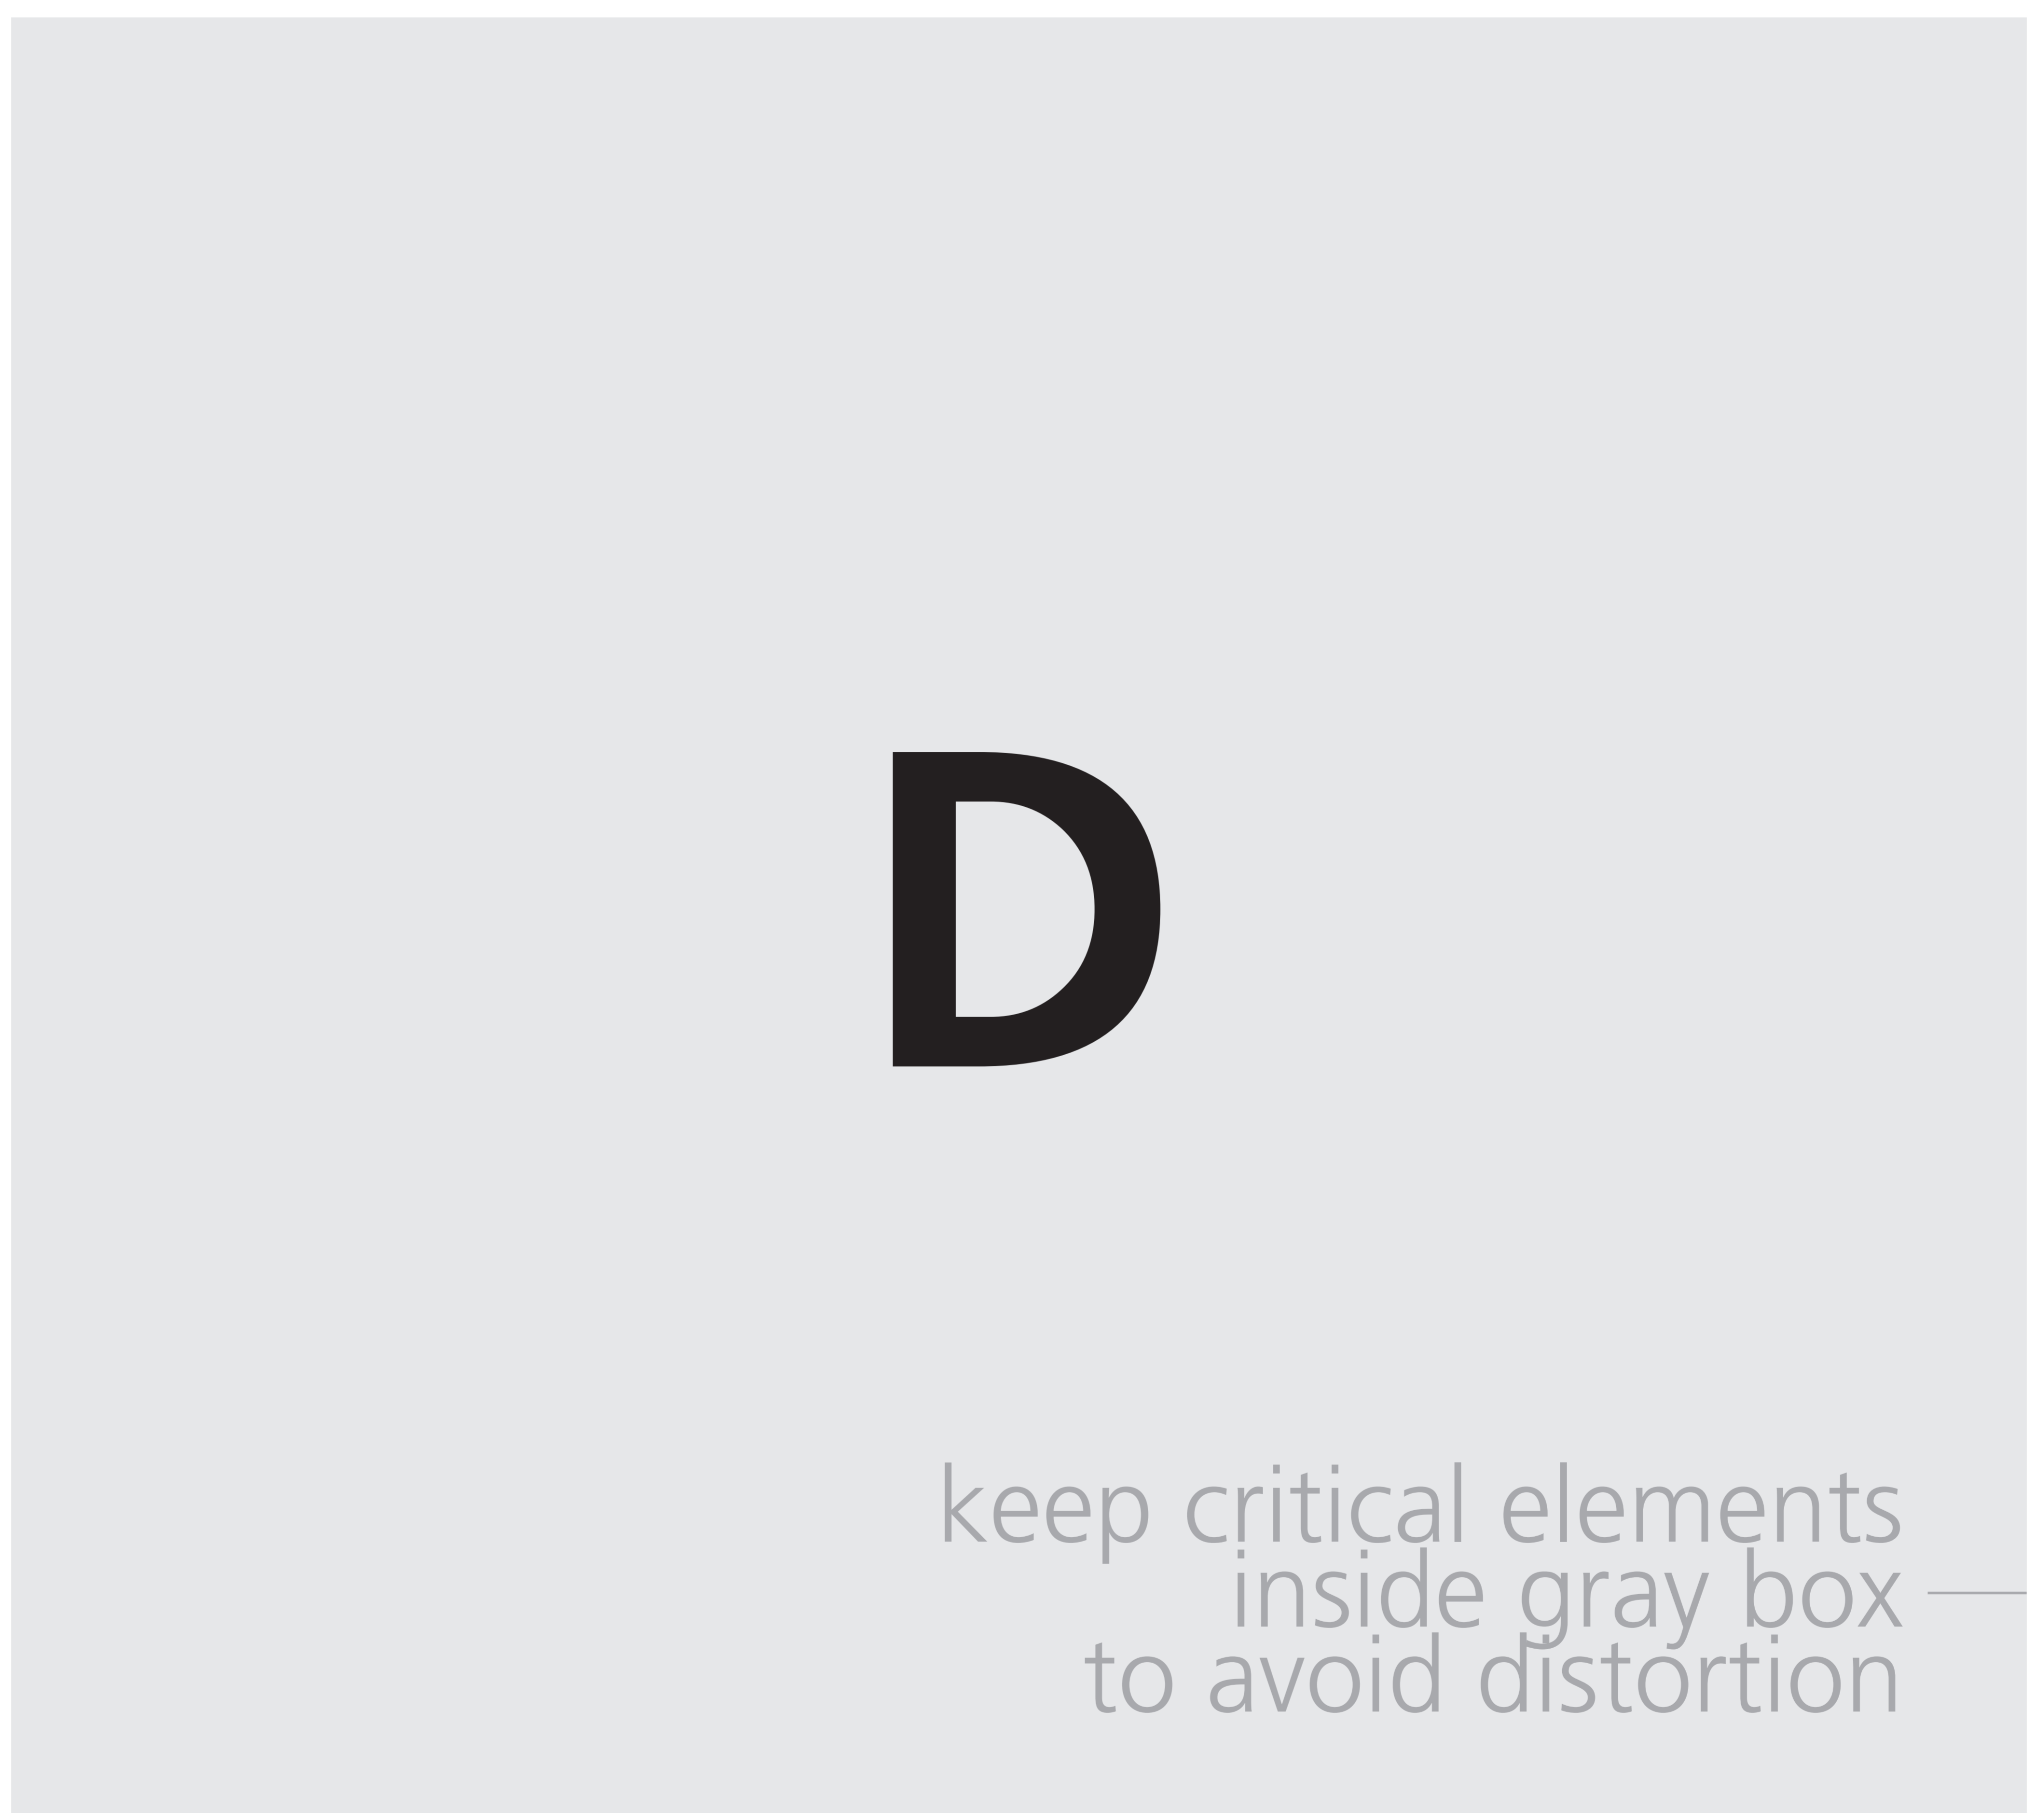 D
keep critical elements
inside gray box
to avoid distortion